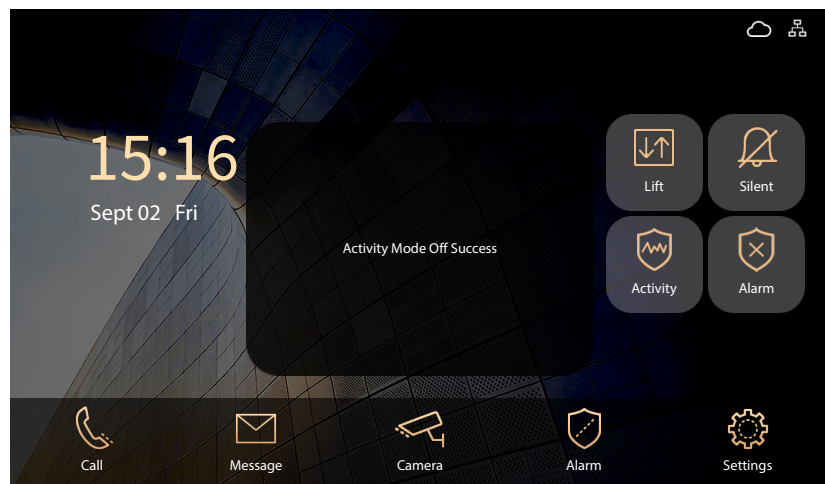 15:16
Sept 02 Fri
Activity Mode Off Success
Lift
Silent
Activity
Alarm
Call
Message
Camera
Alarm
Settings